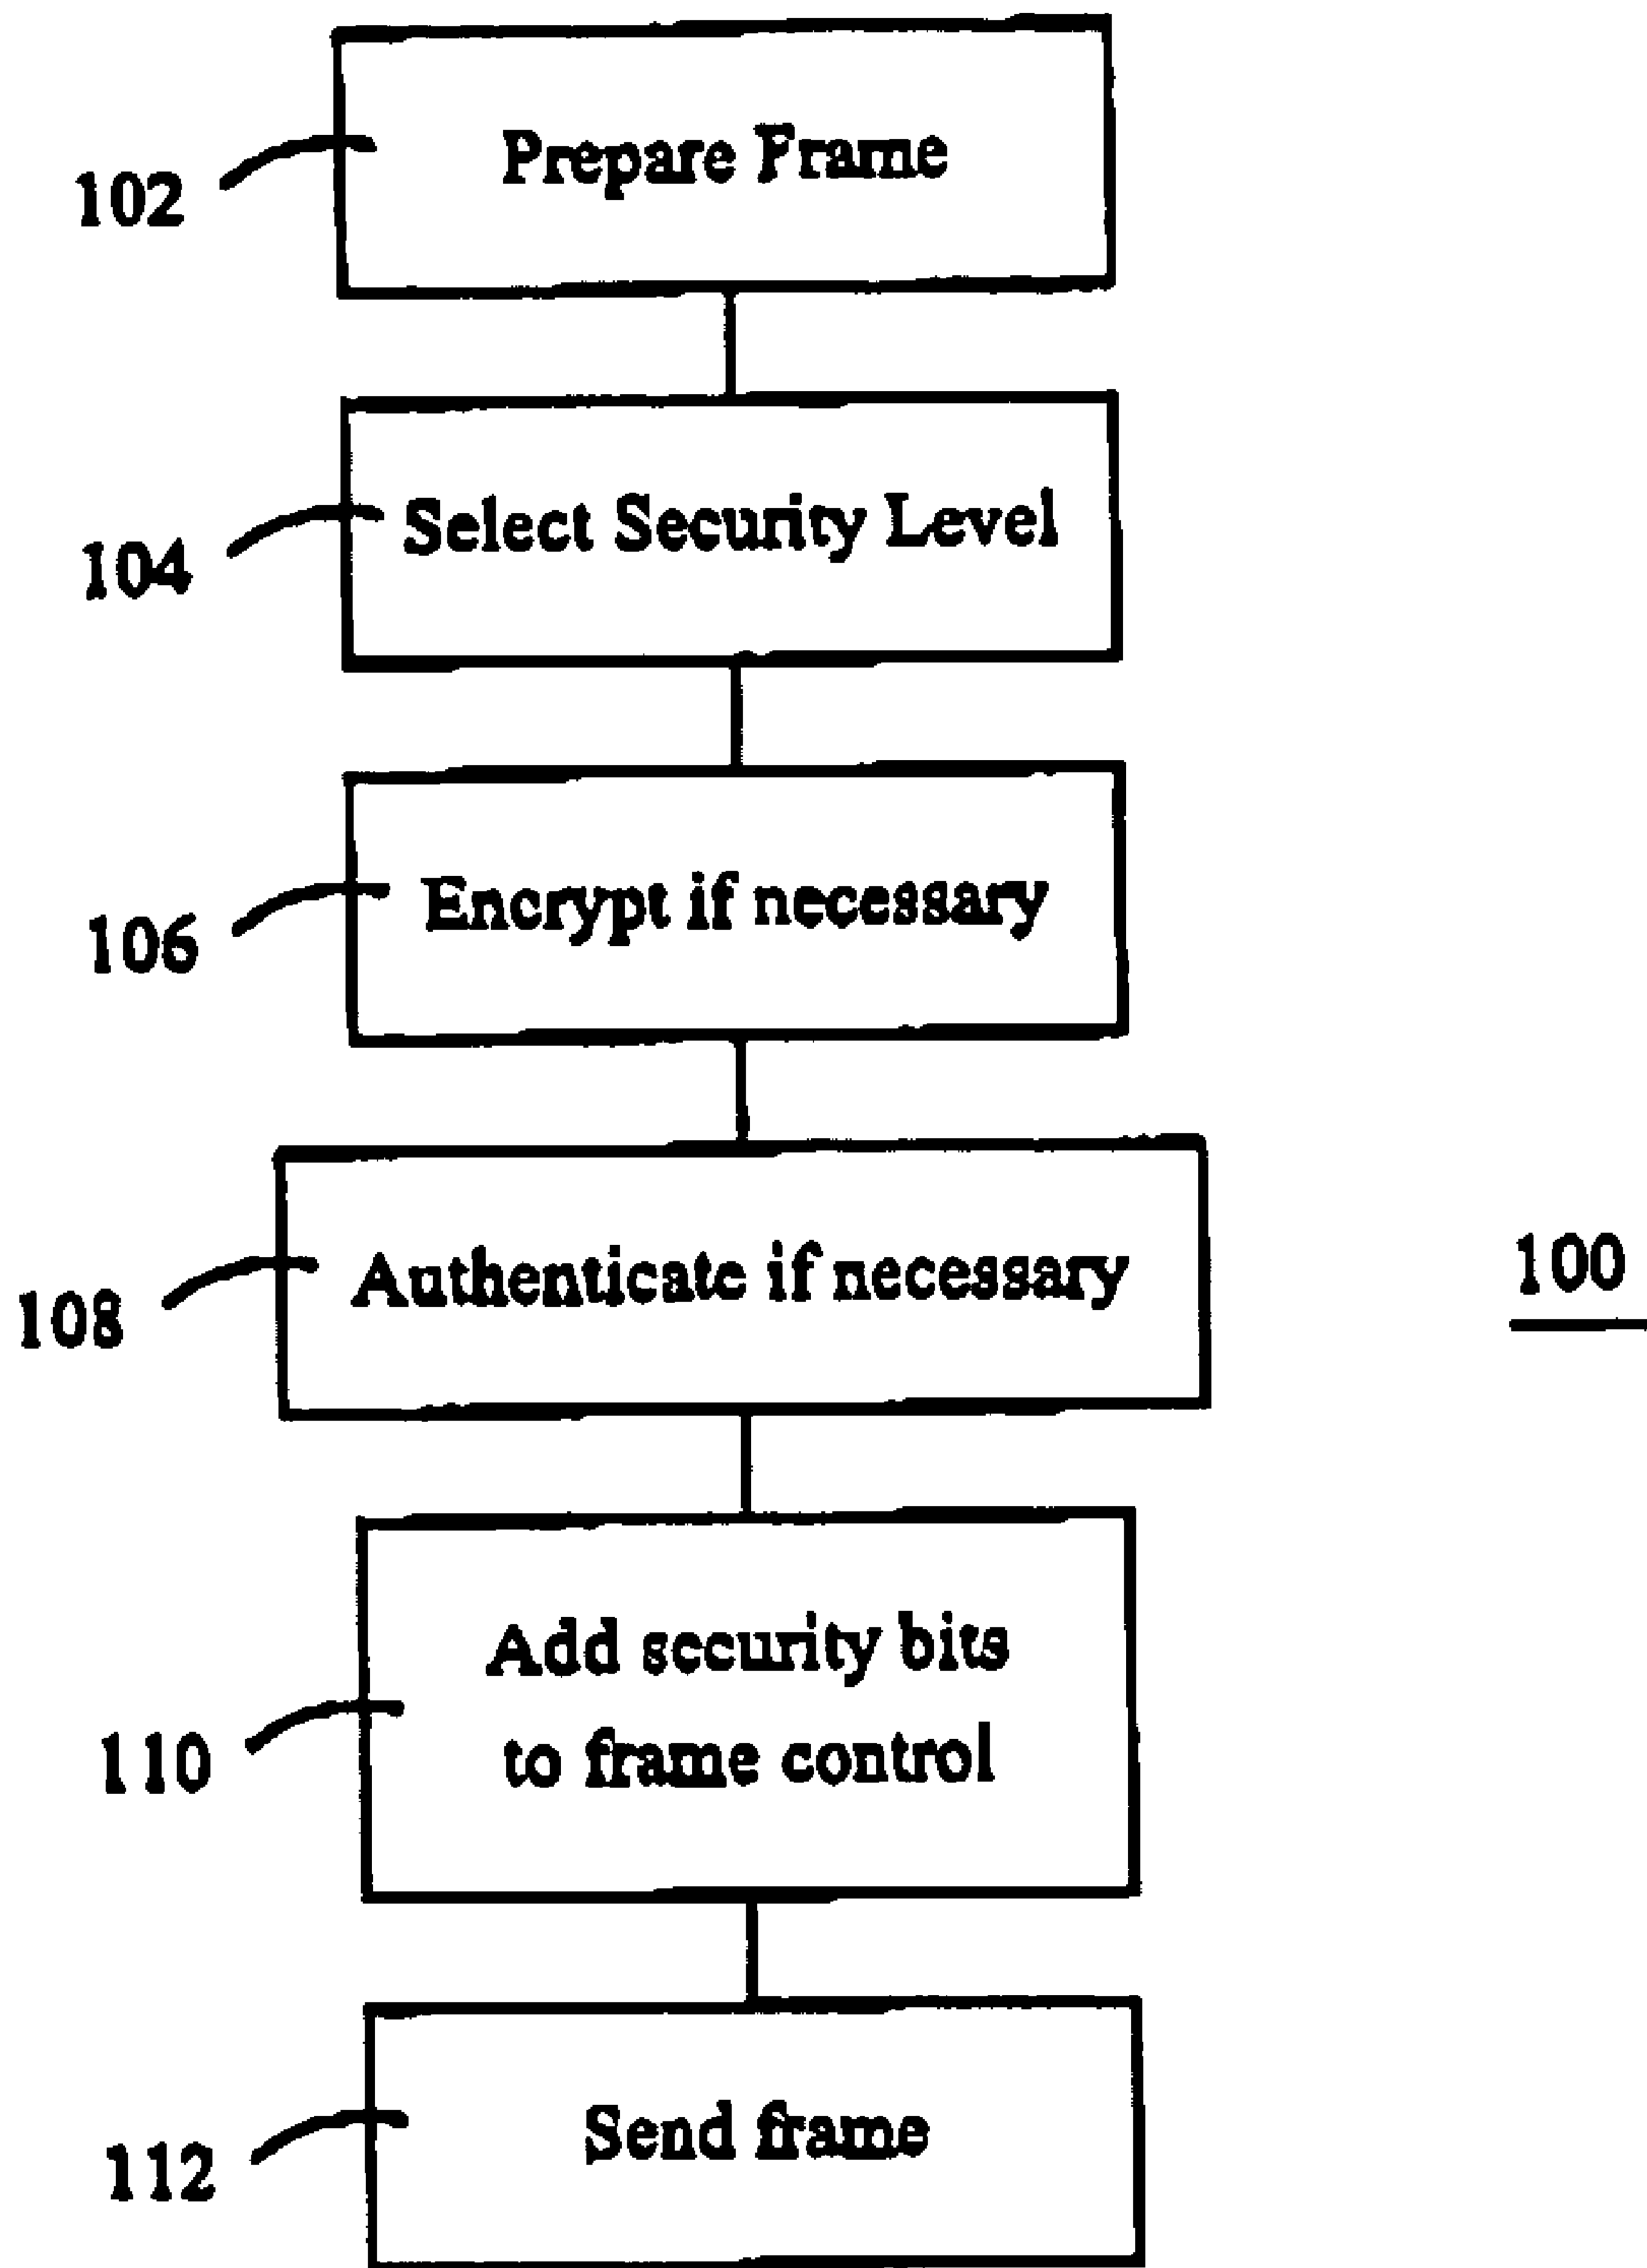 Prepare Frame
102
Select Security Level
104
Encrypt if necessary
106
Authenticate if necessary
108
100
Add security bits
to frame control
110
Send frame
112